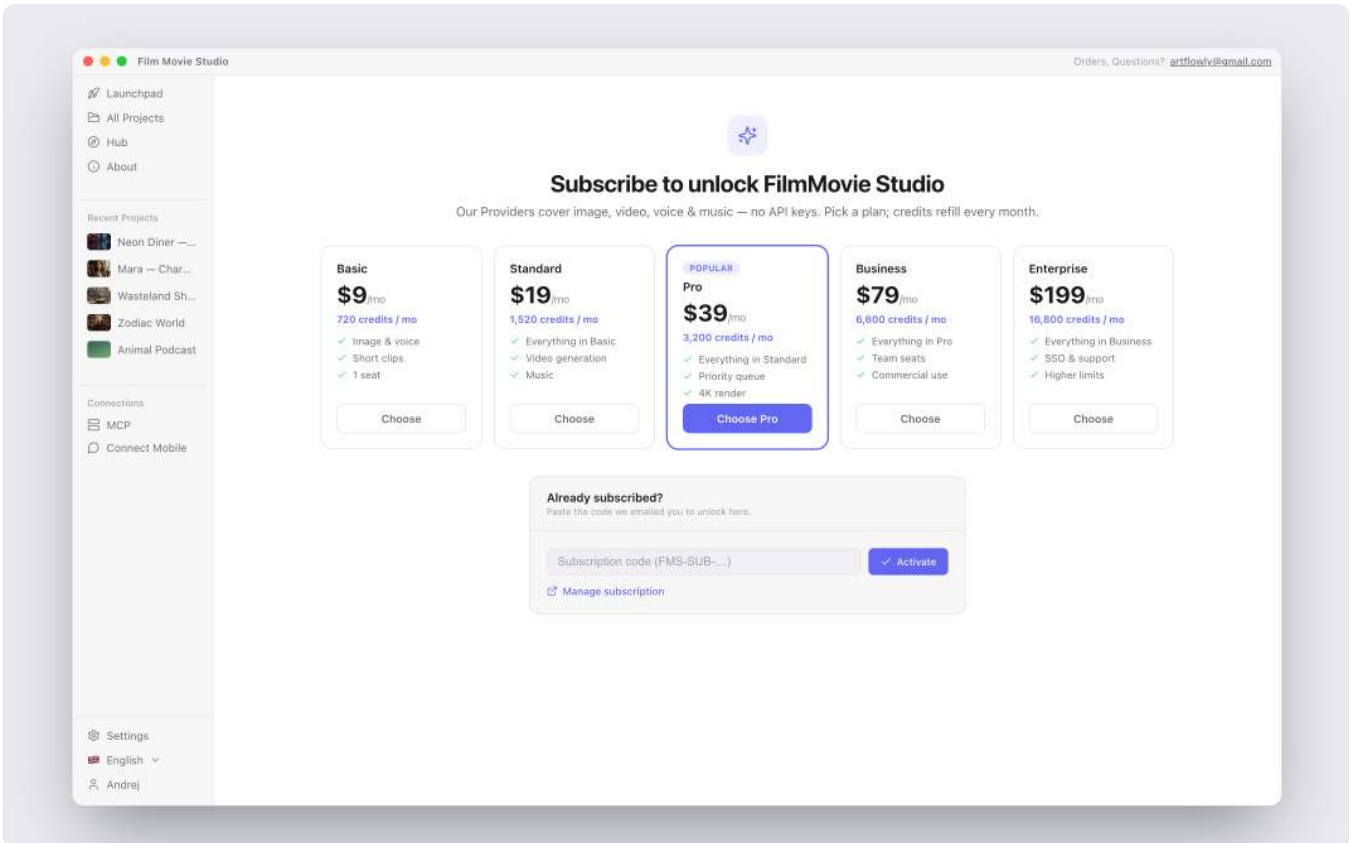 Film Movie Studio
Orders, Questions? artflowly@gmail.com
Launchpad
All Projects
Hub
About
Recent Projects
Neon Diner —...
Mara — Char...
Wasteland Sh...
Zodiac World
Animal Podcast
Connections
MCP
Connect Mobile
Settings
English
Andrej
Subscribe to unlock FilmMovie Studio
Our Providers cover image, video, voice & music — no API keys. Pick a plan; credits refill every month.
Basic
$9/mo
720 credits / mo
Image & voice
Short clips
1 seat
Choose
Standard
$19/mo
1,520 credits / mo
Everything in Basic
Video generation
Music
Choose
POPULAR
Pro
$39/mo
3,200 credits / mo
Everything in Standard
Priority queue
4K render
Choose Pro
Business
$79/mo
6,600 credits / mo
Everything in Pro
Team seats
Commercial use
Choose
Enterprise
$199/mo
16,800 credits / mo
Everything in Business
SSO & support
Higher limits
Choose
Already subscribed?
Paste the code we emailed you to unlock here.
Subscription code (FMS-SUB-...)
Activate
Manage subscription